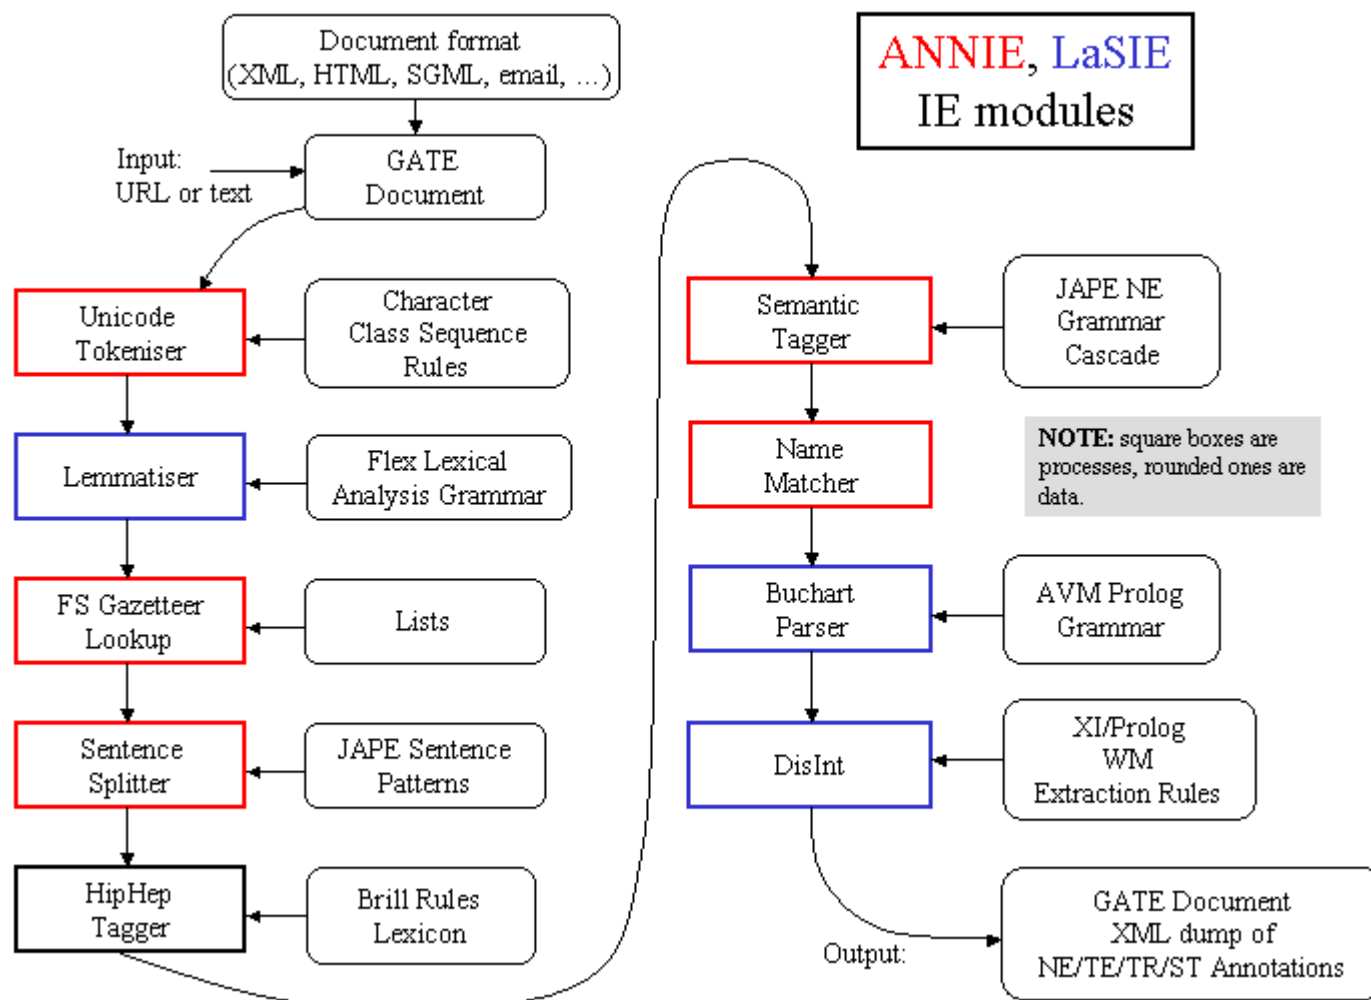 Document format
(XML, HTML, SGML, email, ...)
ANNIE, LaSIE
IE modules
Input:
URL or text
GATE
Document
Unicode
Tokeniser
Character
Class Sequence
Rules
Lemmatiser
Flex Lexical
Analysis Grammar
FS Gazetteer
Lookup
Lists
Sentence
Splitter
JAPE Sentence
Patterns
HipHep
Tagger
Brill Rules
Lexicon
Semantic
Tagger
JAPE NE
Grammar
Cascade
Name
Matcher
NOTE: square boxes are
processes, rounded ones are
data.
Buchart
Parser
AVM Prolog
Grammar
DisInt
XI/Prolog
WM
Extraction Rules
Output:
GATE Document
XML dump of
NE/TE/TR/ST Annotations